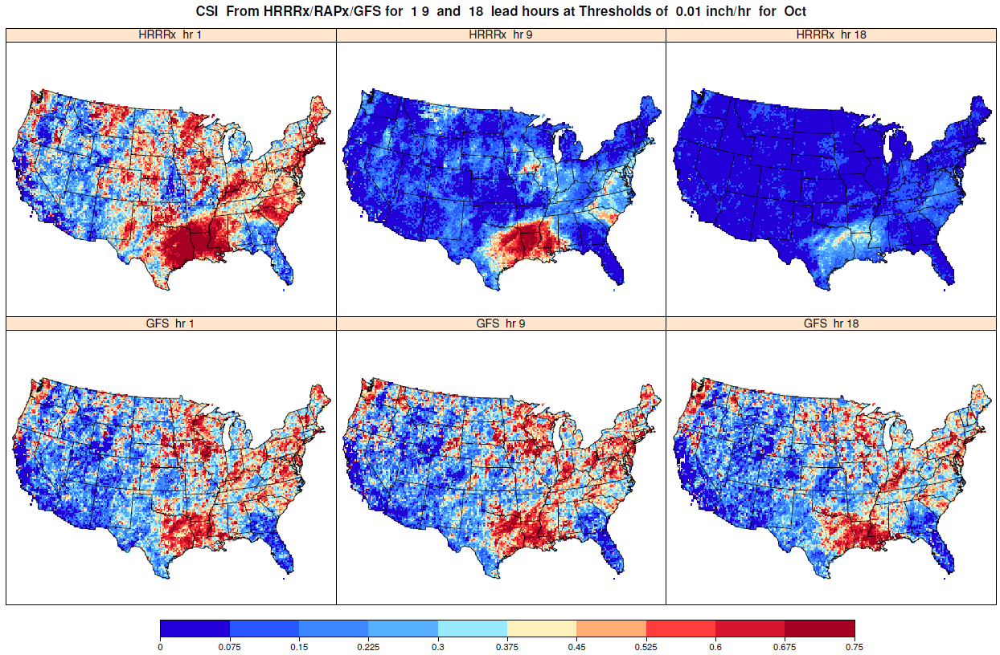 CSI From HRRRx/RAPx/GFS for 1 9 and 18 lead hours at Thresholds of 0.01 inch/hr for Oct
HRRRx hr 1
HRRRx hr 9
HRRRx hr 18
GFS hr 1
GFS hr 9
GFS hr 18
0 0.075 0.15 0.225 0.3 0.375 0.45 0.525 0.6 0.675 0.75